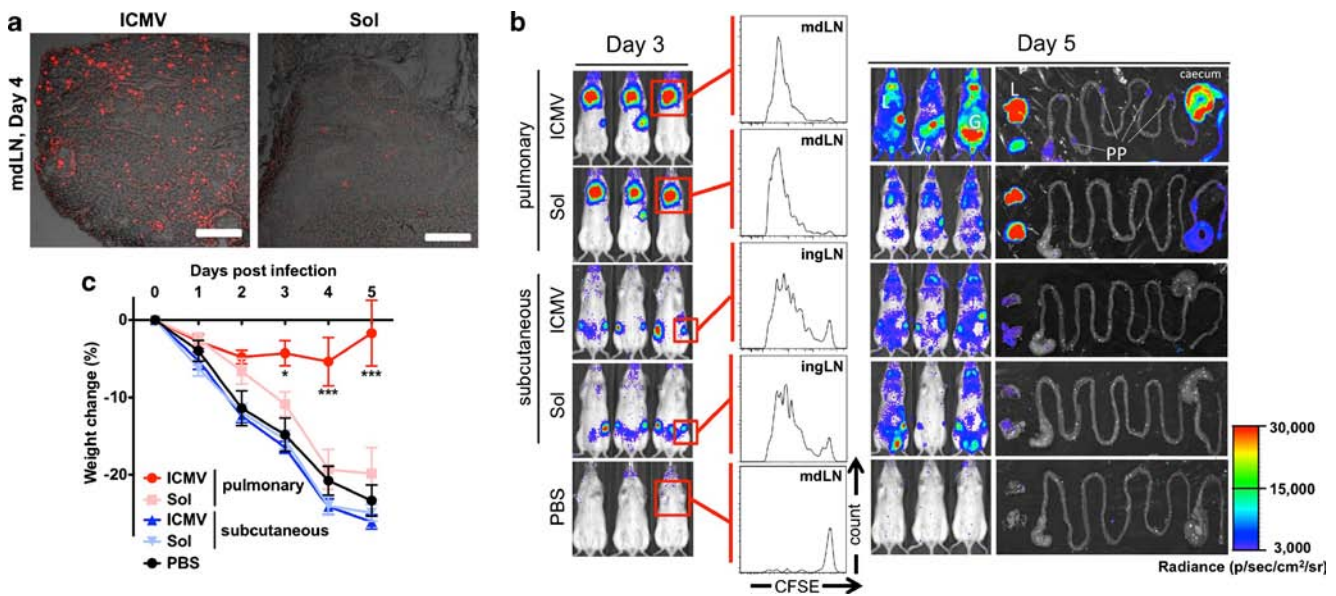 a
ICMV
Sol
mdLN, Day 4
b
Day 3
Day 5
pulmonary
subcutaneous
ICMV
Sol
ICMV
Sol
PBS
mdLN
mdLN
ingLN
ingLN
mdLN
count
CFSE
L
G
V
L
PP
caecum
30,000
15,000
3,000
Radiance (p/sec/cm²/sr)
c
Days post infection
0 1 2 3 4 5
Weight change (%)
0
-10
-20
*
***
***
ICMV
Sol
pulmonary
ICMV
Sol
subcutaneous
PBS